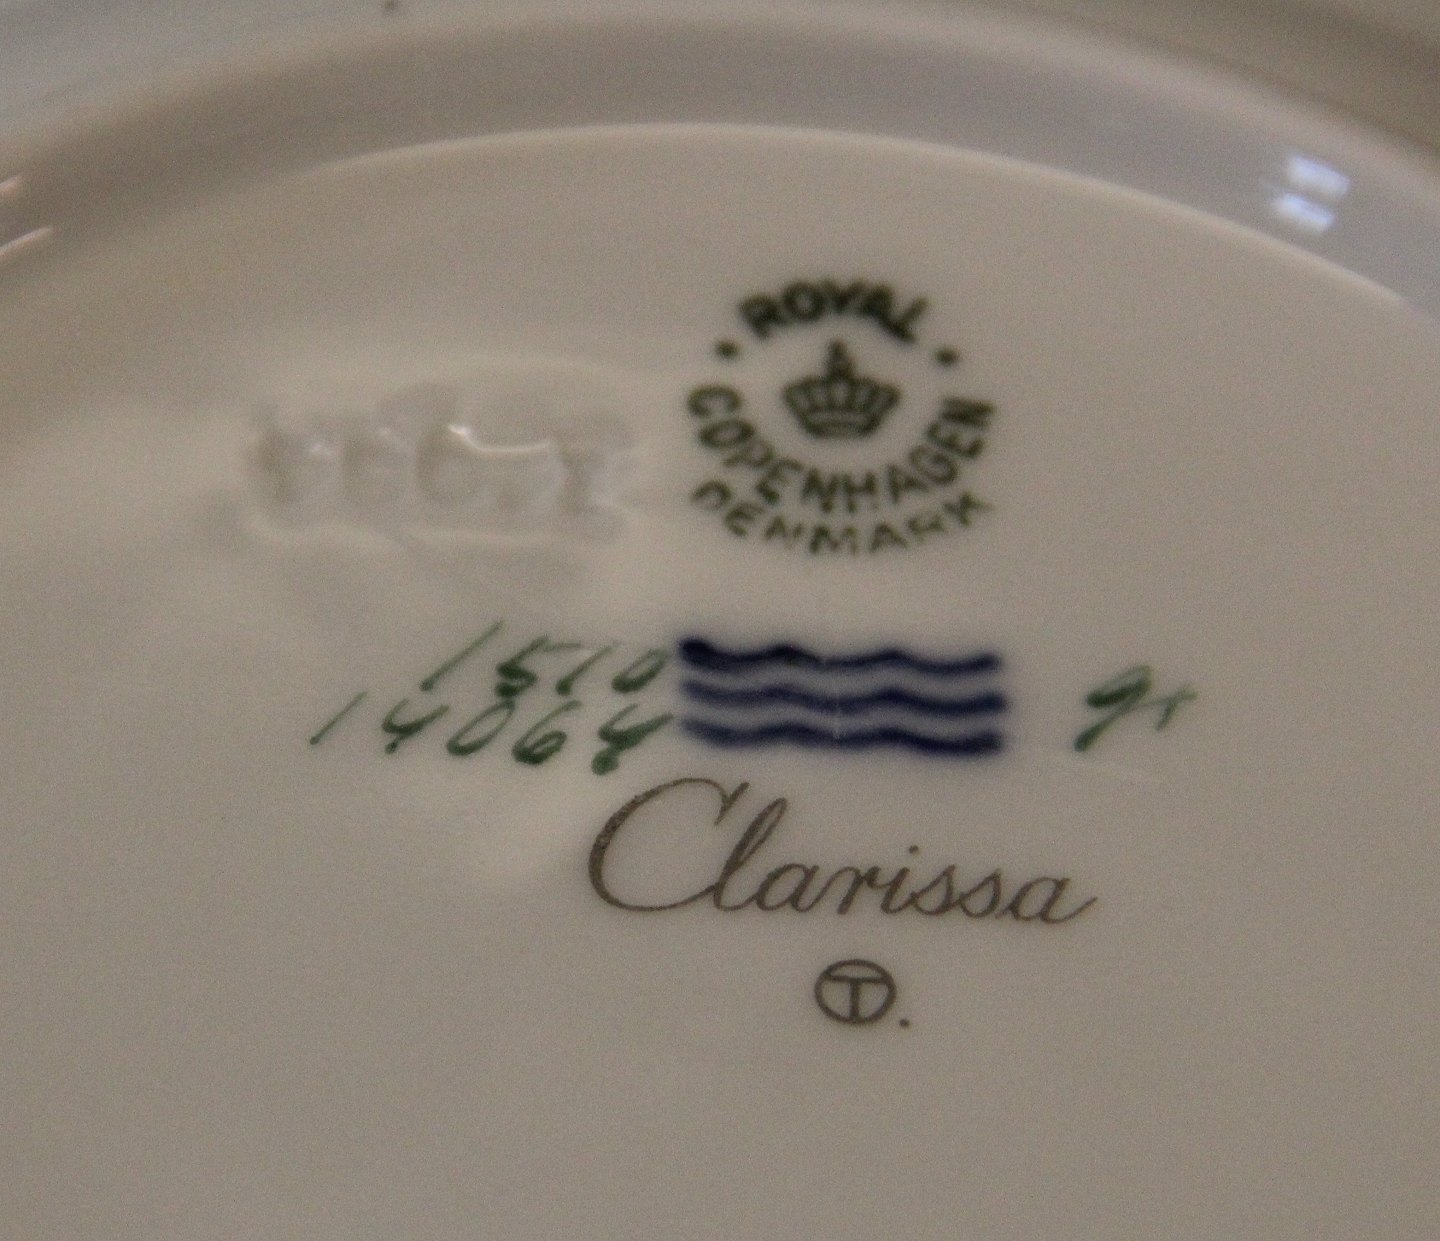 ROYAL
COPENHAGEN
DENMARK
1510
14064
Clarissa
T